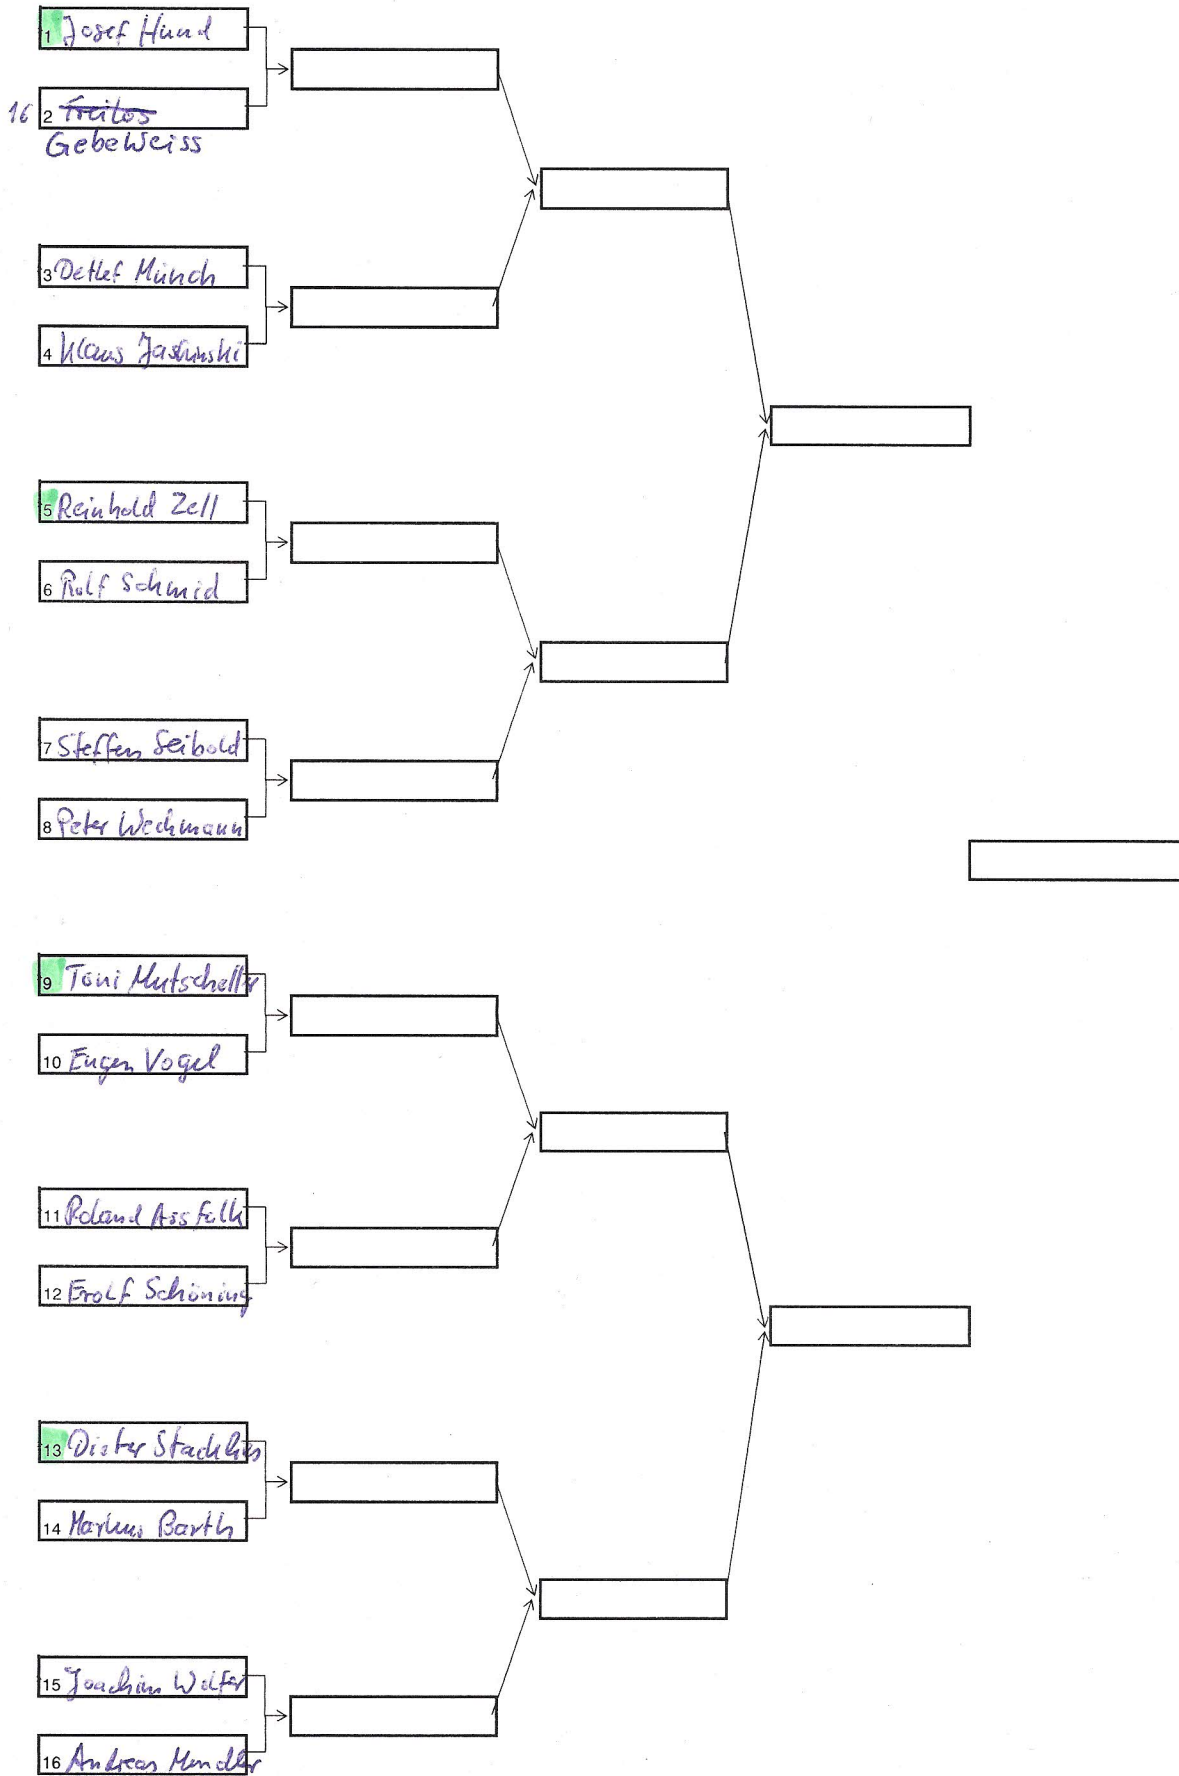 1 Josef Hund
16 2 Freilos
Gebeweiss
3 Detlef Münch
4 Klaus Jaschinski
5 Reinhold Zell
6 Rolf Schmid
7 Steffen Seibold
8 Peter Wechmann
9 Toni Mutscheller
10 Eugen Vogel
11 Roland Assfalk
12 Erolf Schöning
13 Dieter
14 Markus Barth
15 Joachim Wolfer
16 Andreas Mendler